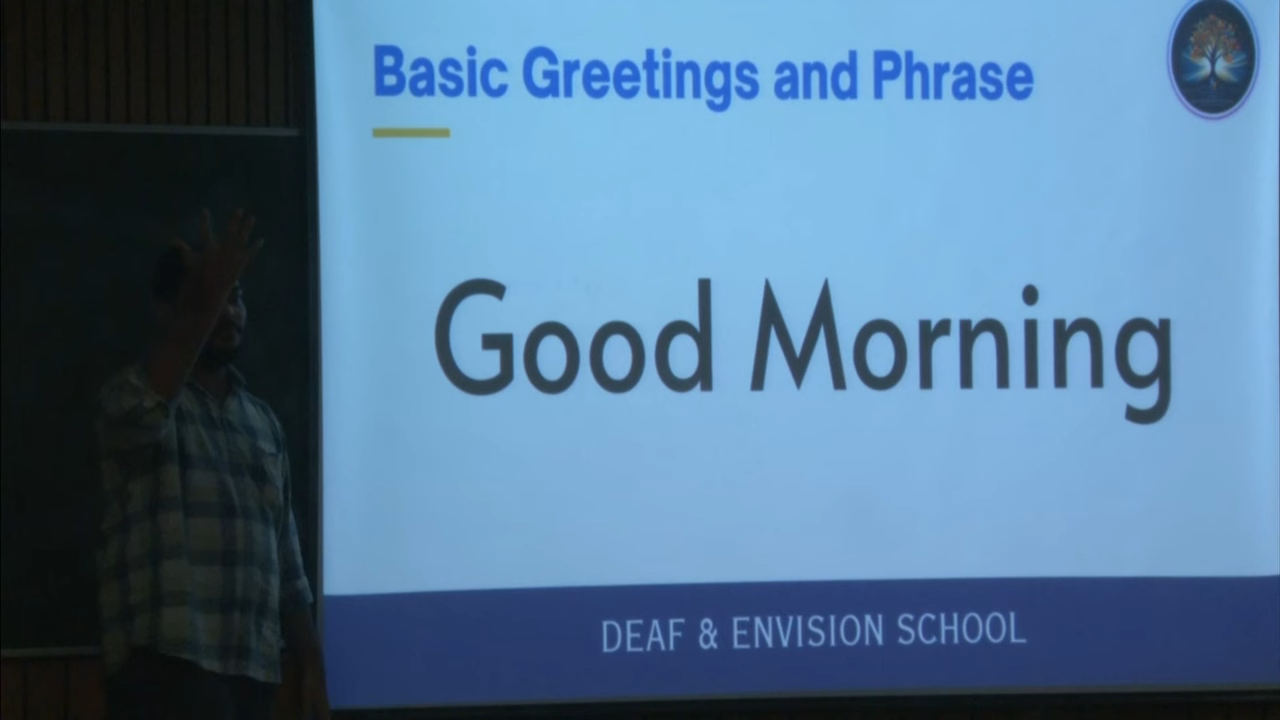 Basic Greetings and Phrase
Good Morning
DEAF & ENVISION SCHOOL